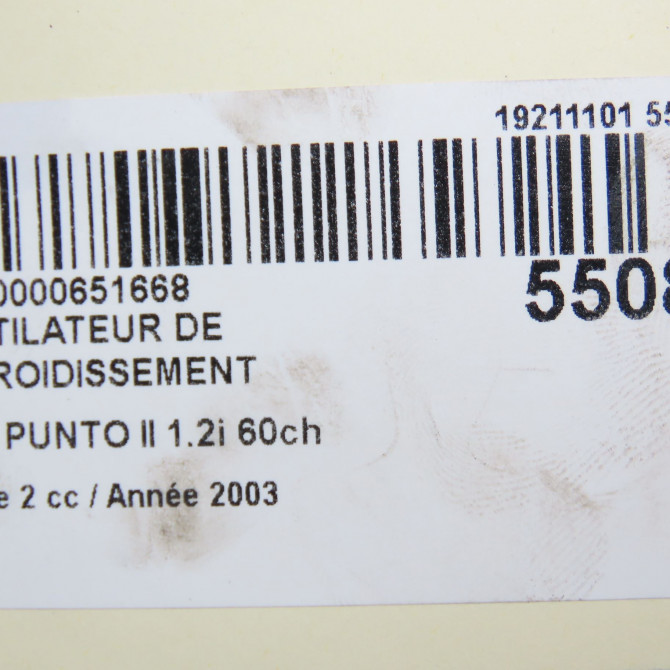 19211101 55
0000651668
5508
TILATEUR DE
ROIDISSEMENT
PUNTO II 1.2i 60ch
e 2 cc / Année 2003